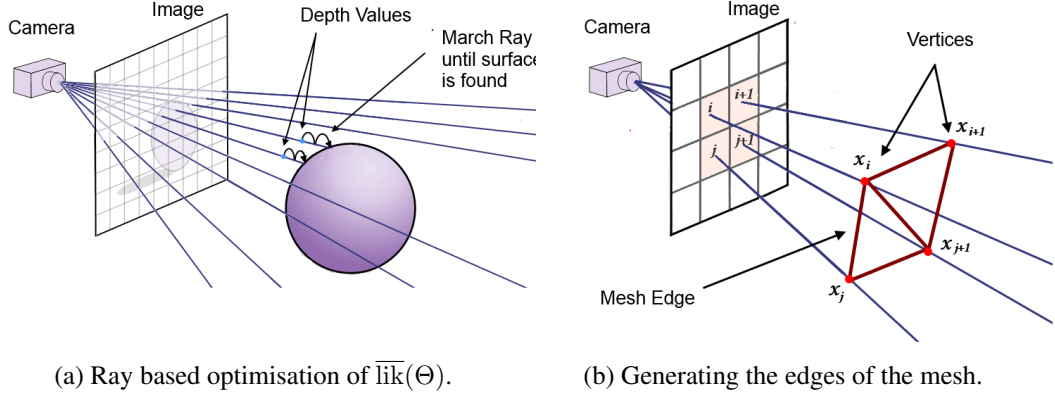 Camera
Image
Depth Values
March Ray
until surface
is found
Camera
Image
Vertices
i
i+1
j
j+1
x_i
x_{i+1}
x_j
x_{j+1}
Mesh Edge
(a) Ray based optimisation of \overline{lik}(Θ).
(b) Generating the edges of the mesh.